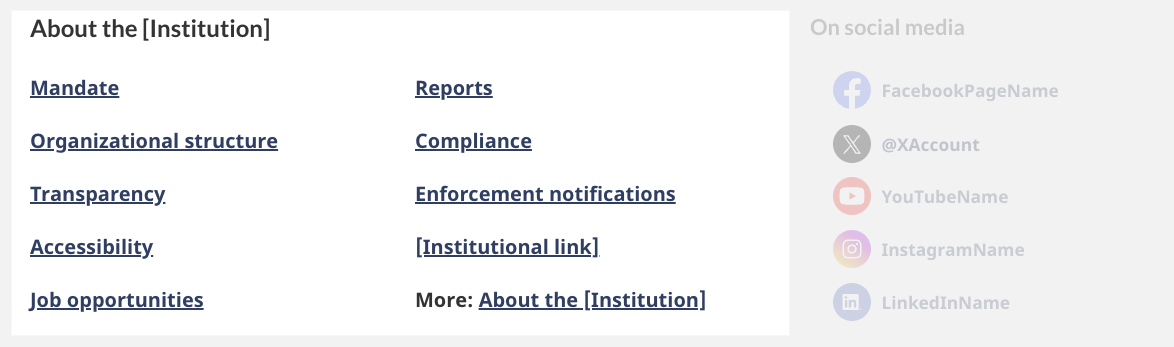 About the [Institution]
Mandate
Organizational structure
Transparency
Accessibility
Job opportunities
Reports
Compliance
Enforcement notifications
[Institutional link]
More: About the [Institution]
On social media
FacebookPageName
@XAccount
YouTubeName
InstagramName
LinkedInName